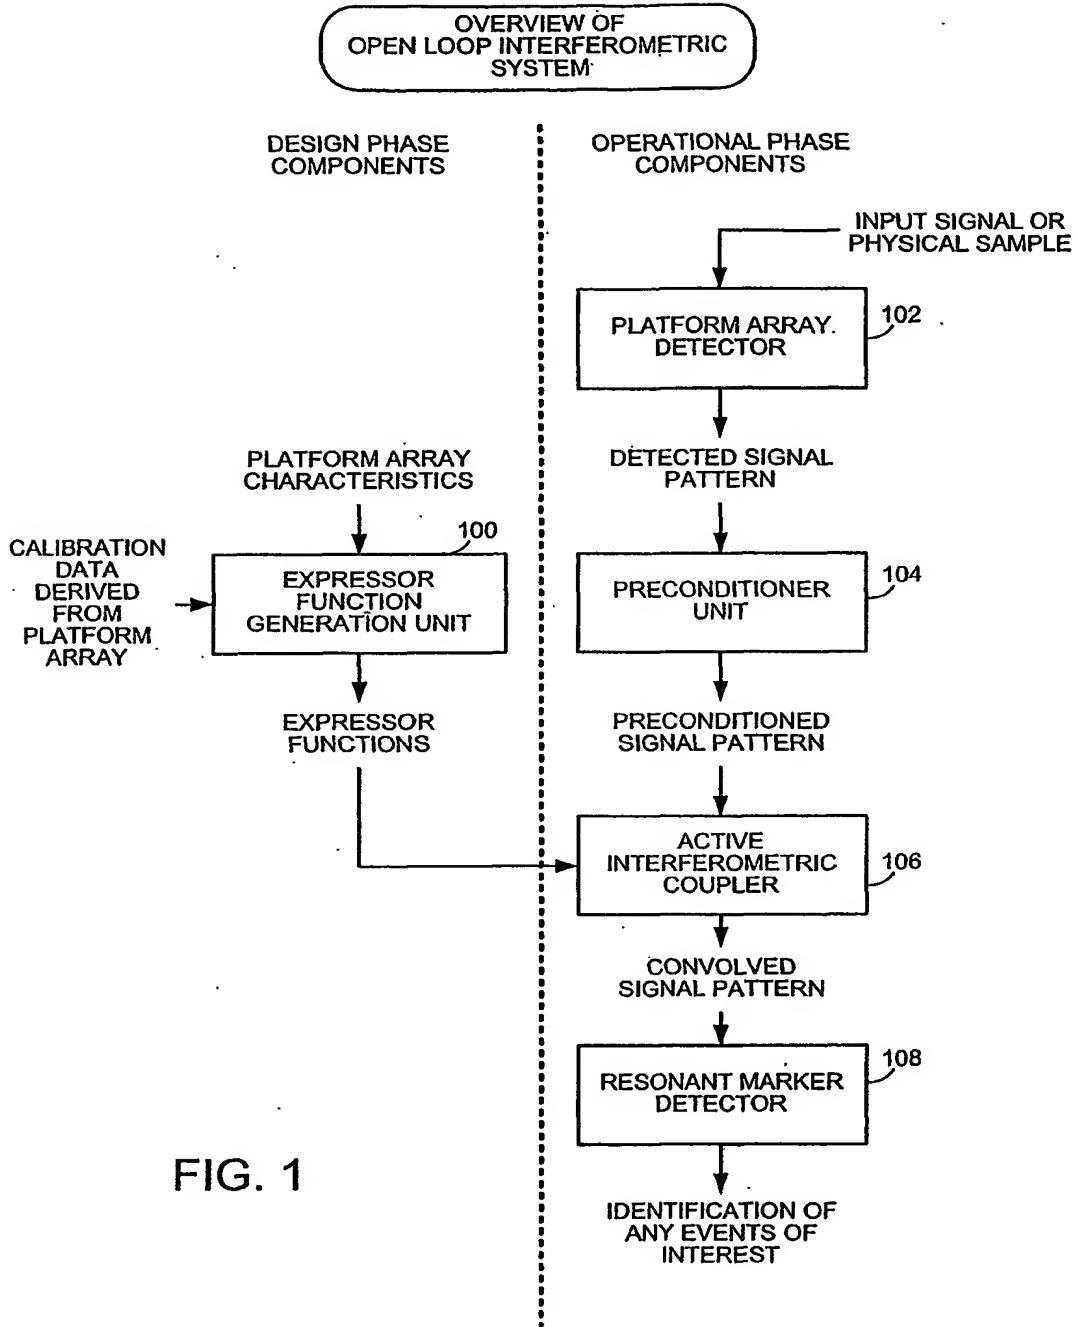 OVERVIEW OF
OPEN LOOP INTERFEROMETRIC
SYSTEM
DESIGN PHASE
COMPONENTS
OPERATIONAL PHASE
COMPONENTS
INPUT SIGNAL OR
PHYSICAL SAMPLE
102
PLATFORM ARRAY
DETECTOR
DETECTED SIGNAL
PATTERN
PLATFORM ARRAY
CHARACTERISTICS
100
CALIBRATION
DATA
DERIVED
FROM
PLATFORM
ARRAY
EXPRESSOR
FUNCTION
GENERATION UNIT
104
PRECONDITIONER
UNIT
EXPRESSOR
FUNCTIONS
PRECONDITIONED
SIGNAL PATTERN
ACTIVE
INTERFEROMETRIC
COUPLER
106
CONVOLVED
SIGNAL PATTERN
108
RESONANT MARKER
DETECTOR
FIG. 1
IDENTIFICATION OF
ANY EVENTS OF
INTEREST